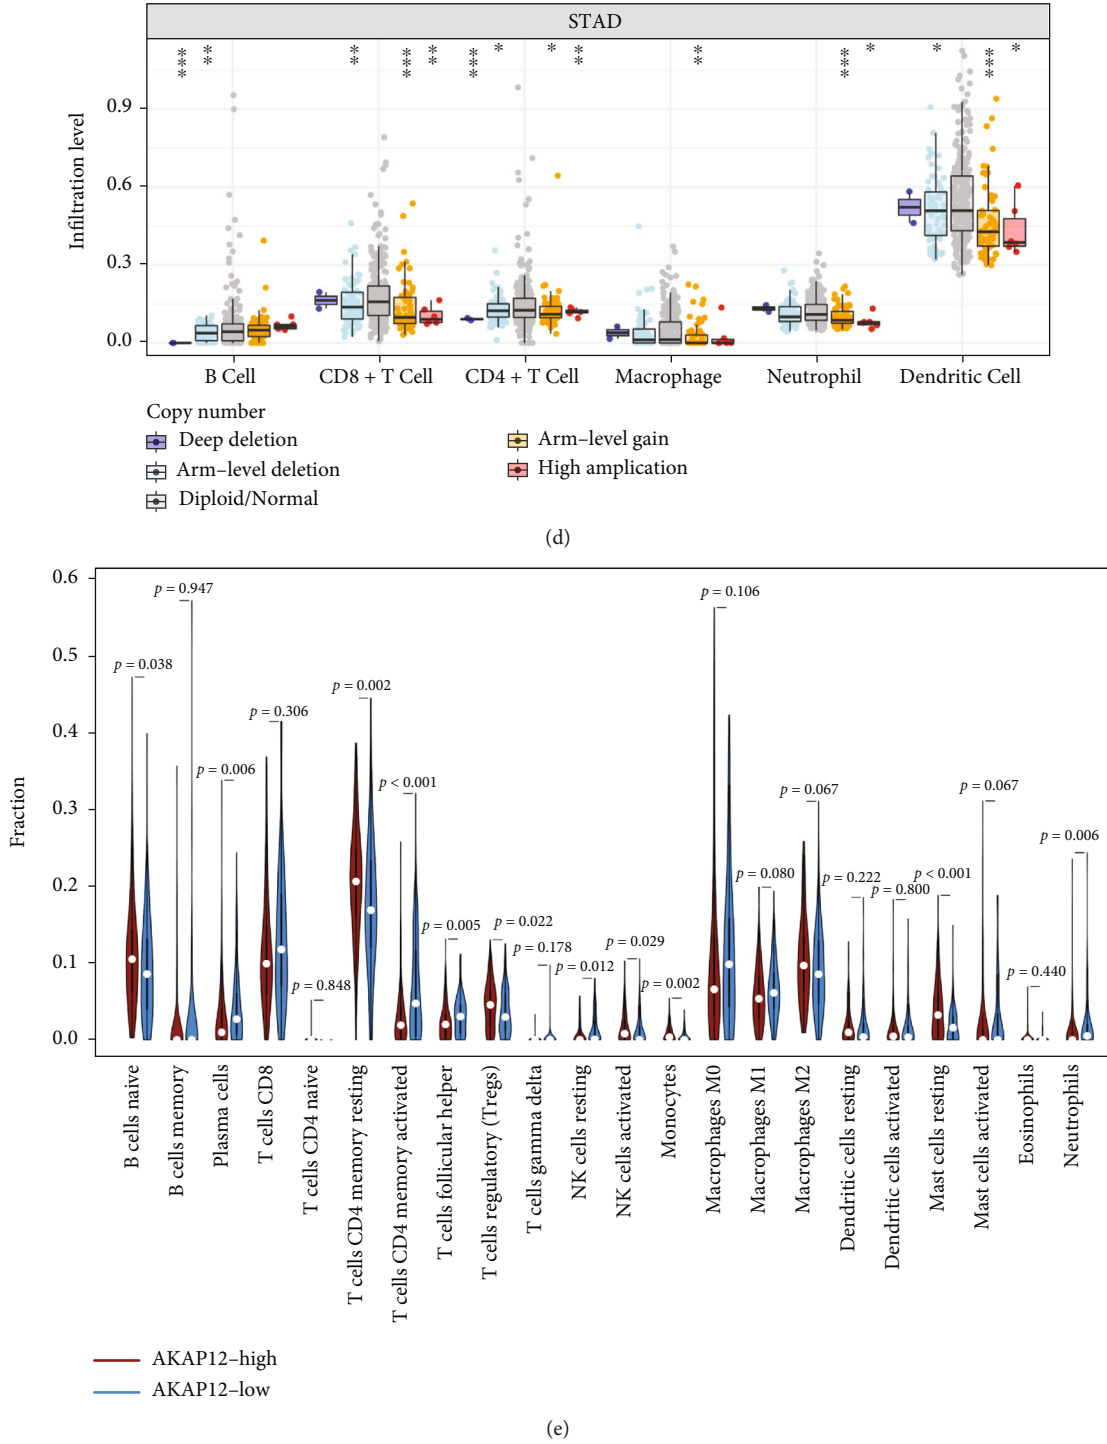 STAD
*** ** ** *** ** *** * * ** ** *** * * *** *
Infiltration level
0.9
0.6
0.3
0.0
B Cell CD8 + T Cell CD4 + T Cell Macrophage Neutrophil Dendritic Cell
Copy number
Deep deletion
Arm–level deletion
Diploid/Normal
Arm–level gain
High amplication
(d)
Fraction
0.6
0.5
0.4
0.3
0.2
0.1
0.0
p = 0.038
p = 0.947
p = 0.006
p = 0.306
p = 0.848
p = 0.002
p < 0.001
p = 0.005
p = 0.022
p = 0.178
p = 0.012
p = 0.029
p = 0.002
p = 0.106
p = 0.080
p = 0.067
p = 0.222
p = 0.800
p < 0.001
p = 0.067
p = 0.440
p = 0.006
B cells naive
B cells memory
Plasma cells
T cells CD8
T cells CD4 naive
T cells CD4 memory resting
T cells CD4 memory activated
T cells follicular helper
T cells regulatory (Tregs)
T cells gamma delta
NK cells resting
NK cells activated
Monocytes
Macrophages M0
Macrophages M1
Macrophages M2
Dendritic cells resting
Dendritic cells activated
Mast cells resting
Mast cells activated
Eosinophils
Neutrophils
AKAP12–high
AKAP12–low
(e)